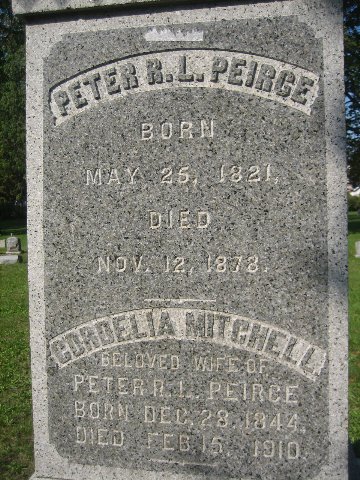 PETER R. L. PEIRCE
BORN
MAY 25, 1821.
DIED
NOV. 12, 1878.
CORDELIA MITCHELL
BELOVED WIFE OF
PETER R. L. PEIRCE
BORN DEC. 28, 1844.
DIED FEB. 15, 1910.